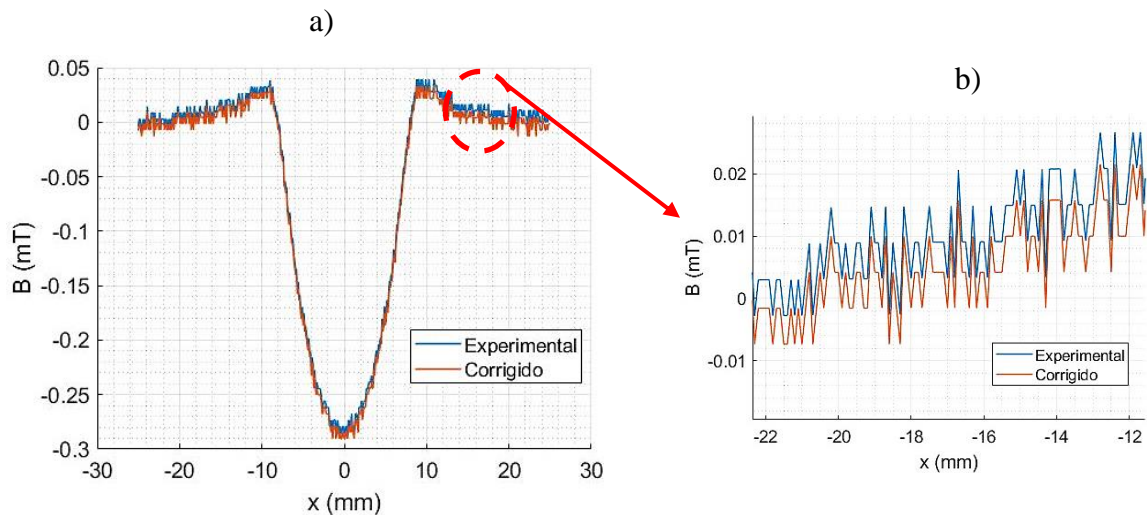 a)
0.05
0
-0.05
-0.1
-0.15
-0.2
-0.25
-0.3
B (mT)
Experimental
Corrigido
-30
-20
-10
0
10
20
30
x (mm)
b)
0.02
0.01
0
-0.01
B (mT)
Experimental
Corrigido
-22
-20
-18
-16
-14
-12
x (mm)